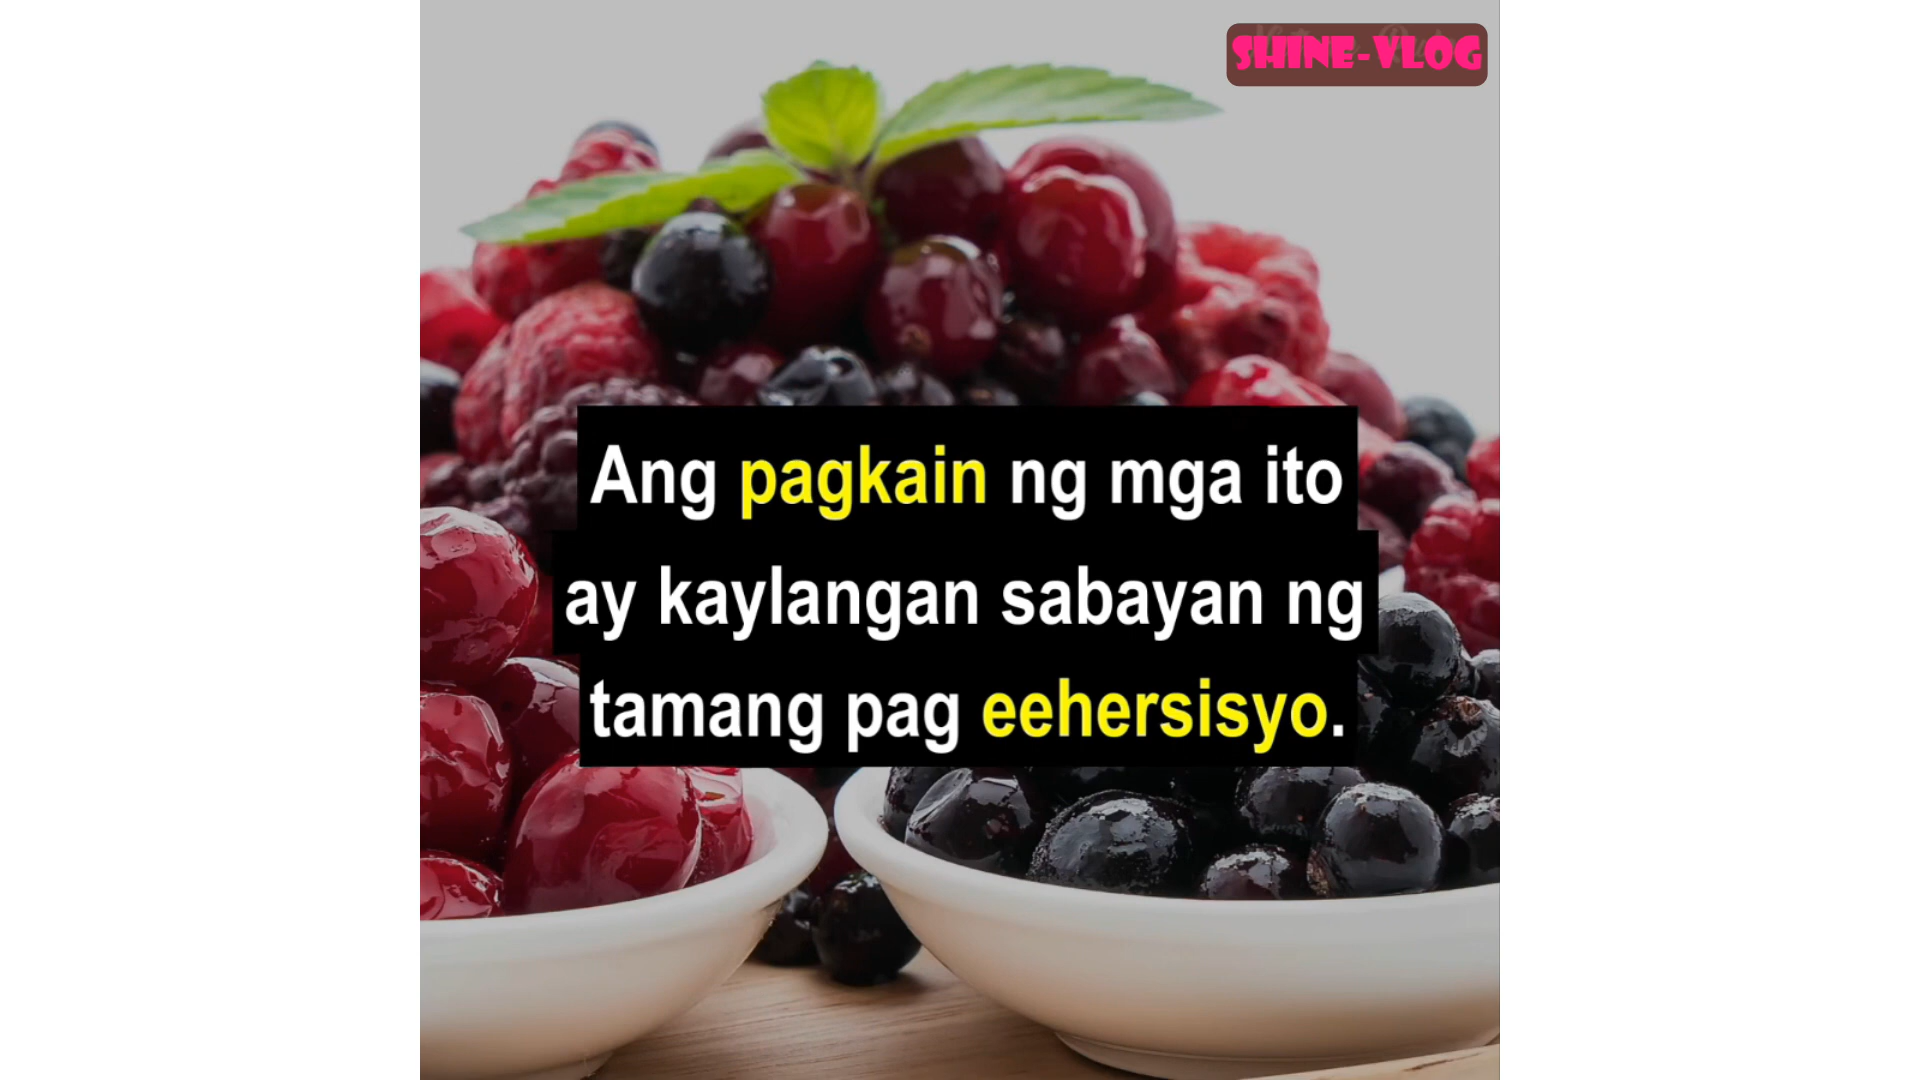 SHINE-VLOG
Ang pagkain ng mga ito
ay kaylangan sabayan ng
tamang pag eehersisyo.